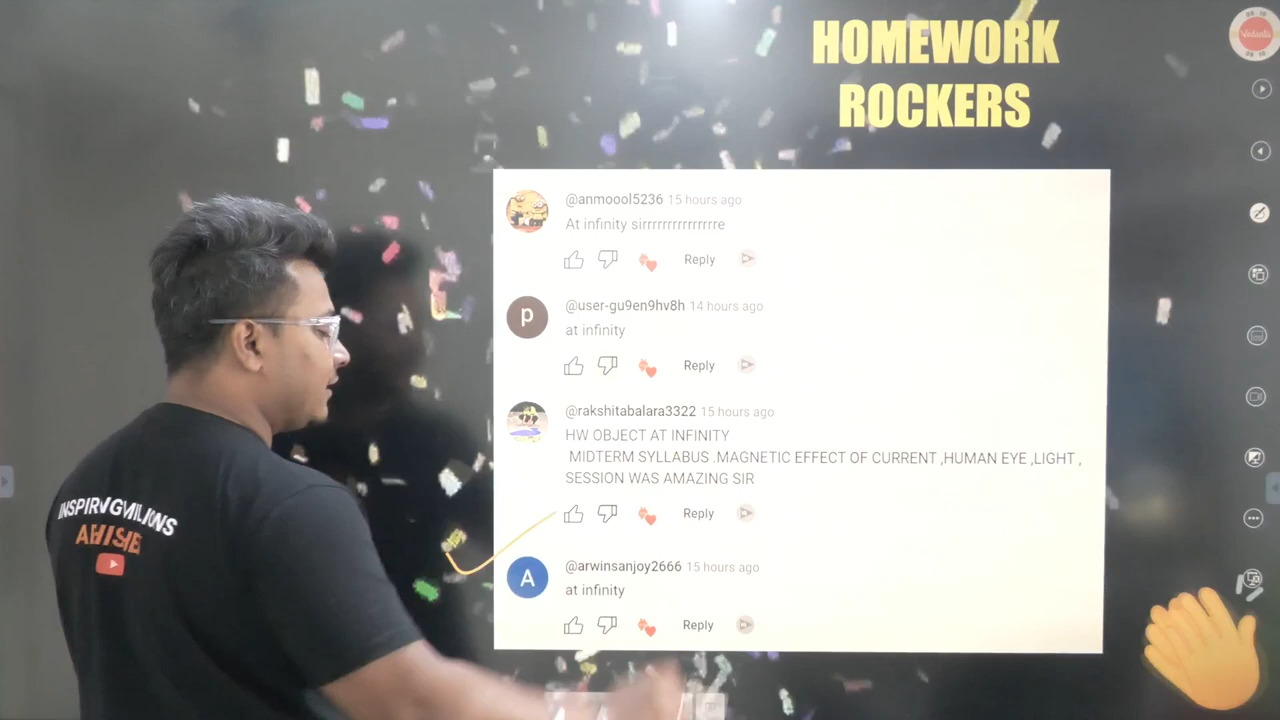 HOMEWORK
ROCKERS
Vedantu
@anmoool5236 15 hours ago
At infinity sirrrrrrrrrrrrrrrre
Reply
P
@user-gu9en9hv8h 14 hours ago
at infinity
Reply
@rakshitabalara3322 15 hours ago
HW OBJECT AT INFINITY
MIDTERM SYLLABUS .MAGNETIC EFFECT OF CURRENT ,HUMAN EYE ,LIGHT ,
SESSION WAS AMAZING SIR
Reply
A
@arwinsanjoy2666 15 hours ago
at infinity
Reply